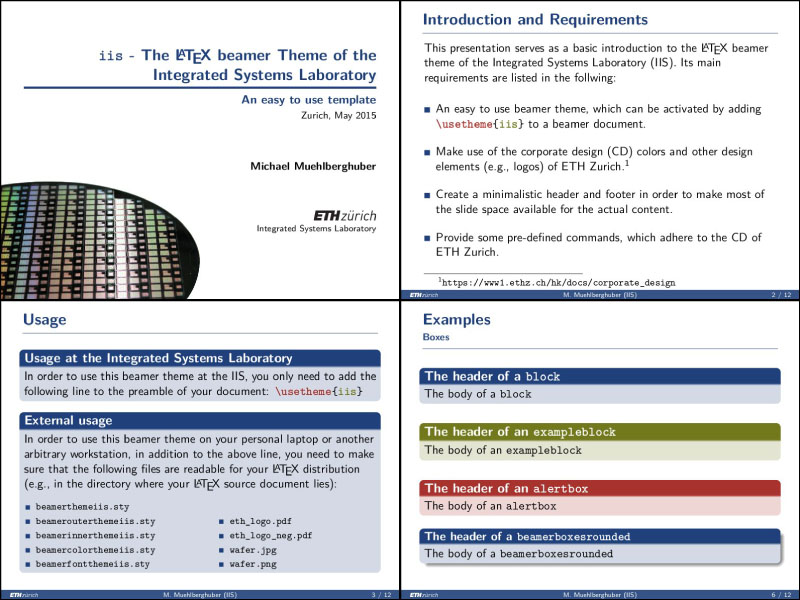 iis - The LATEX beamer Theme of the
Integrated Systems Laboratory
An easy to use template
Zurich, May 2015
Michael Muehlberghuber
ETHzürich
Integrated Systems Laboratory
Introduction and Requirements
This presentation serves as a basic introduction to the LATEX beamer
theme of the Integrated Systems Laboratory (IIS). Its main
requirements are listed in the following:
■ An easy to use beamer theme, which can be activated by adding
\usetheme{iis} to a beamer document.
■ Make use of the corporate design (CD) colors and other design
elements (e.g., logos) of ETH Zurich.1
■ Create a minimalistic header and footer in order to make most of
the slide space available for the actual content.
■ Provide some pre-defined commands, which adhere to the CD of
ETH Zurich.
1https://www1.ethz.ch/hk/docs/corporate_design
ETHzürich M. Muehlberghuber (IIS) 2 / 12
Usage
Usage at the Integrated Systems Laboratory
In order to use this beamer theme at the IIS, you only need to add the
following line to the preamble of your document: \usetheme{iis}
External usage
In order to use this beamer theme on your personal laptop or another
arbitrary workstation, in addition to the above line, you need to make
sure that the following files are readable for your LATEX distribution
(e.g., in the directory where your LATEX source document lies):
■ beamerthemeiis.sty
■ beamerouterthemeiis.sty
■ beamerinnerthemeiis.sty
■ beamercolorthemeiis.sty
■ beamerfontthemeiis.sty
■ eth_logo.pdf
■ eth_logo_neg.pdf
■ wafer.jpg
■ wafer.png
ETHzürich M. Muehlberghuber (IIS) 3 / 12
Examples
Boxes
The header of a block
The body of a block
The header of an exampleblock
The body of an exampleblock
The header of an alertbox
The body of an alertbox
The header of a beamerboxesrounded
The body of a beamerboxesrounded
ETHzürich M. Muehlberghuber (IIS) 6 / 12